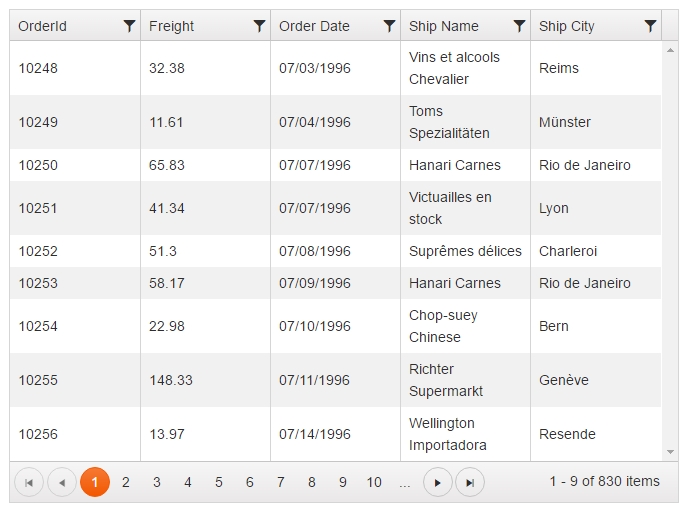 OrderId Freight Order Date Ship Name Ship City
10248 32.38 07/03/1996 Vins et alcools Reims
Chevalier
10249 11.61 07/04/1996 Toms Münster
Spezialitäten
10250 65.83 07/07/1996 Hanari Carnes Rio de Janeiro
10251 41.34 07/07/1996 Victuailles en Lyon
stock
10252 51.3 07/08/1996 Suprêmes délices Charleroi
10253 58.17 07/09/1996 Hanari Carnes Rio de Janeiro
10254 22.98 07/10/1996 Chop-suey Bern
Chinese
10255 148.33 07/11/1996 Richter Genève
Supermarkt
10256 13.97 07/14/1996 Wellington Resende
Importadora
1 2 3 4 5 6 7 8 9 10 ... 1 - 9 of 830 items